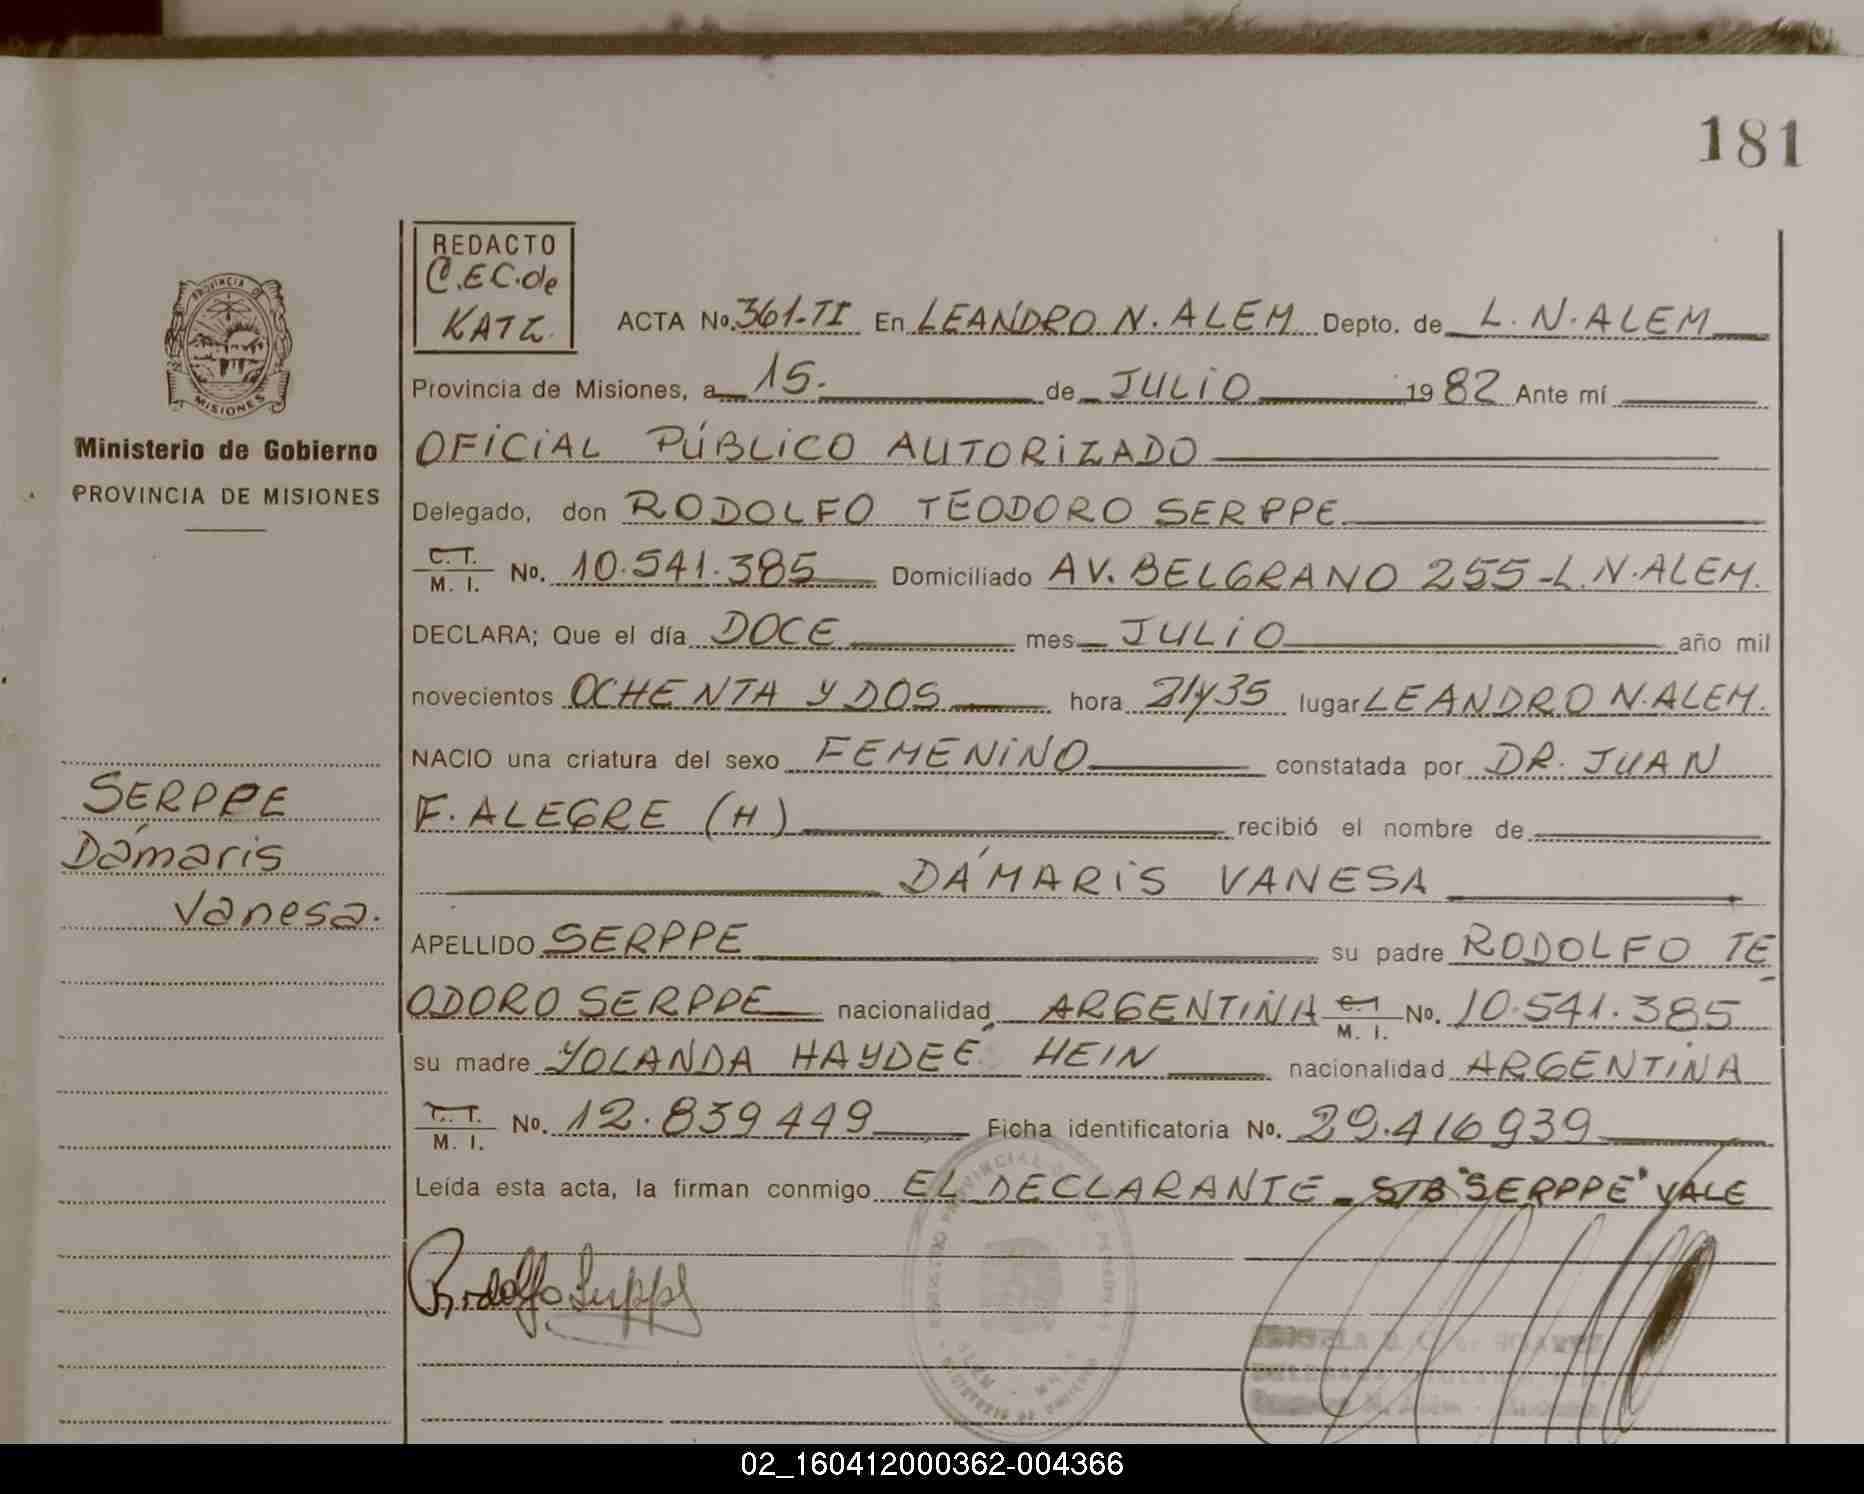 181
REDACTO
C.E.C. de
KATZ.
PROVINCIA DE
MISIONES
Ministerio de Gobierno
PROVINCIA DE MISIONES
SERPPE
Dámaris
Vanesa.
ACTA No. 361-TI En LEANDRO N. ALEM Depto. de L. N. ALEM
Provincia de Misiones, a 15. de JULIO 1982 Ante mí
OFICIAL PÚBLICO AUTORIZADO
Delegado, don RODOLFO TEODORO SERPPE
C. I. M. I. No. 10.541.385 Domiciliado AV. BELGRANO 255-L.N.ALEM.
DECLARA; Que el día DOCE mes JULIO año mil
novecientos OCHENTA Y DOS hora 21y35 lugar LEANDRO N. ALEM.
NACIO una criatura del sexo FEMENINO constatada por DR. JUAN
F. ALEGRE (H) recibió el nombre de
DÁMARIS VANESA
APELLIDO SERPPE su padre RODOLFO TE
ODORO SERPPE nacionalidad ARGENTINA C.I M. I. No. 10.541.385
su madre YOLANDA HAYDEÉ HEIN nacionalidad ARGENTINA
C. I. M. I. No. 12.839449 Ficha identificatoria No. 29.416939
Leída esta acta, la firman conmigo EL DECLARANTE - S/B "SERPPE" VALE
Rodolfo Serppe
02_160412000362-004366